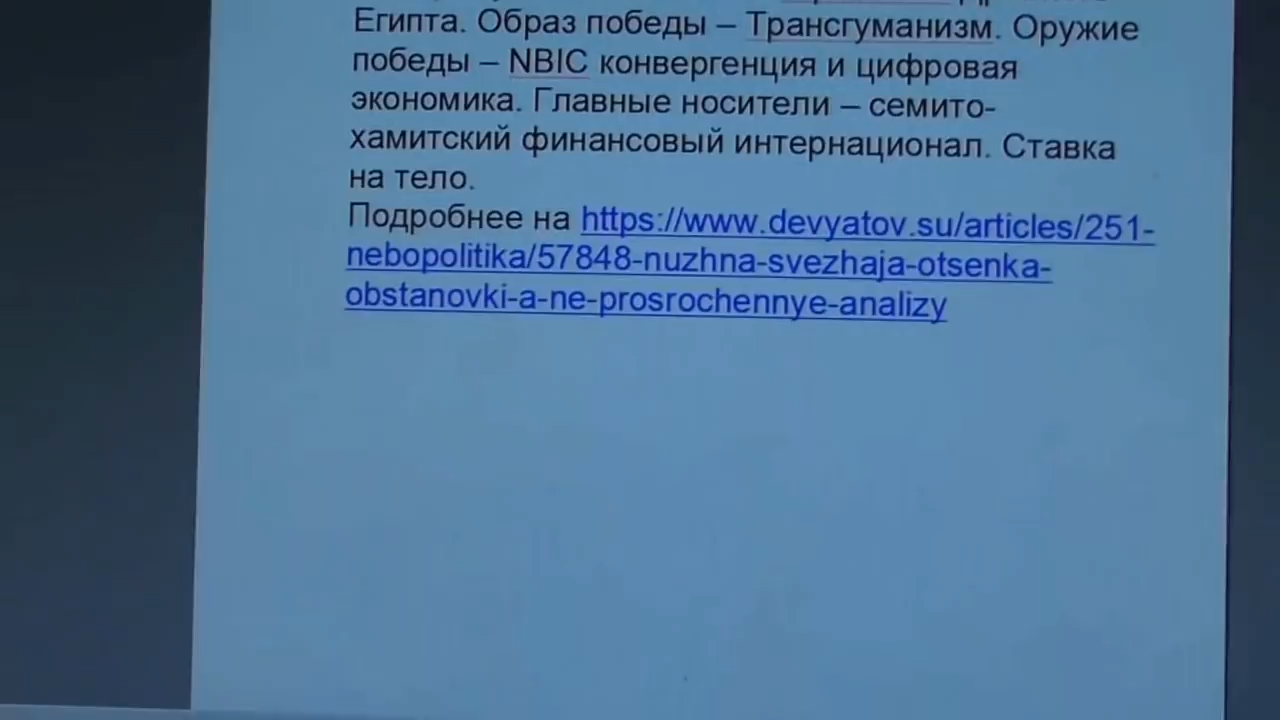 Египта. Образ победы – Трансгуманизм. Оружие
победы – NBIC конвергенция и цифровая
экономика. Главные носители – семито-
хамитский финансовый интернационал. Ставка
на тело.
Подробнее на https://www.devyatov.su/articles/251-
nebopolitika/57848-nuzhna-svezhaja-otsenka-
obstanovki-a-ne-prosrochennye-analizy